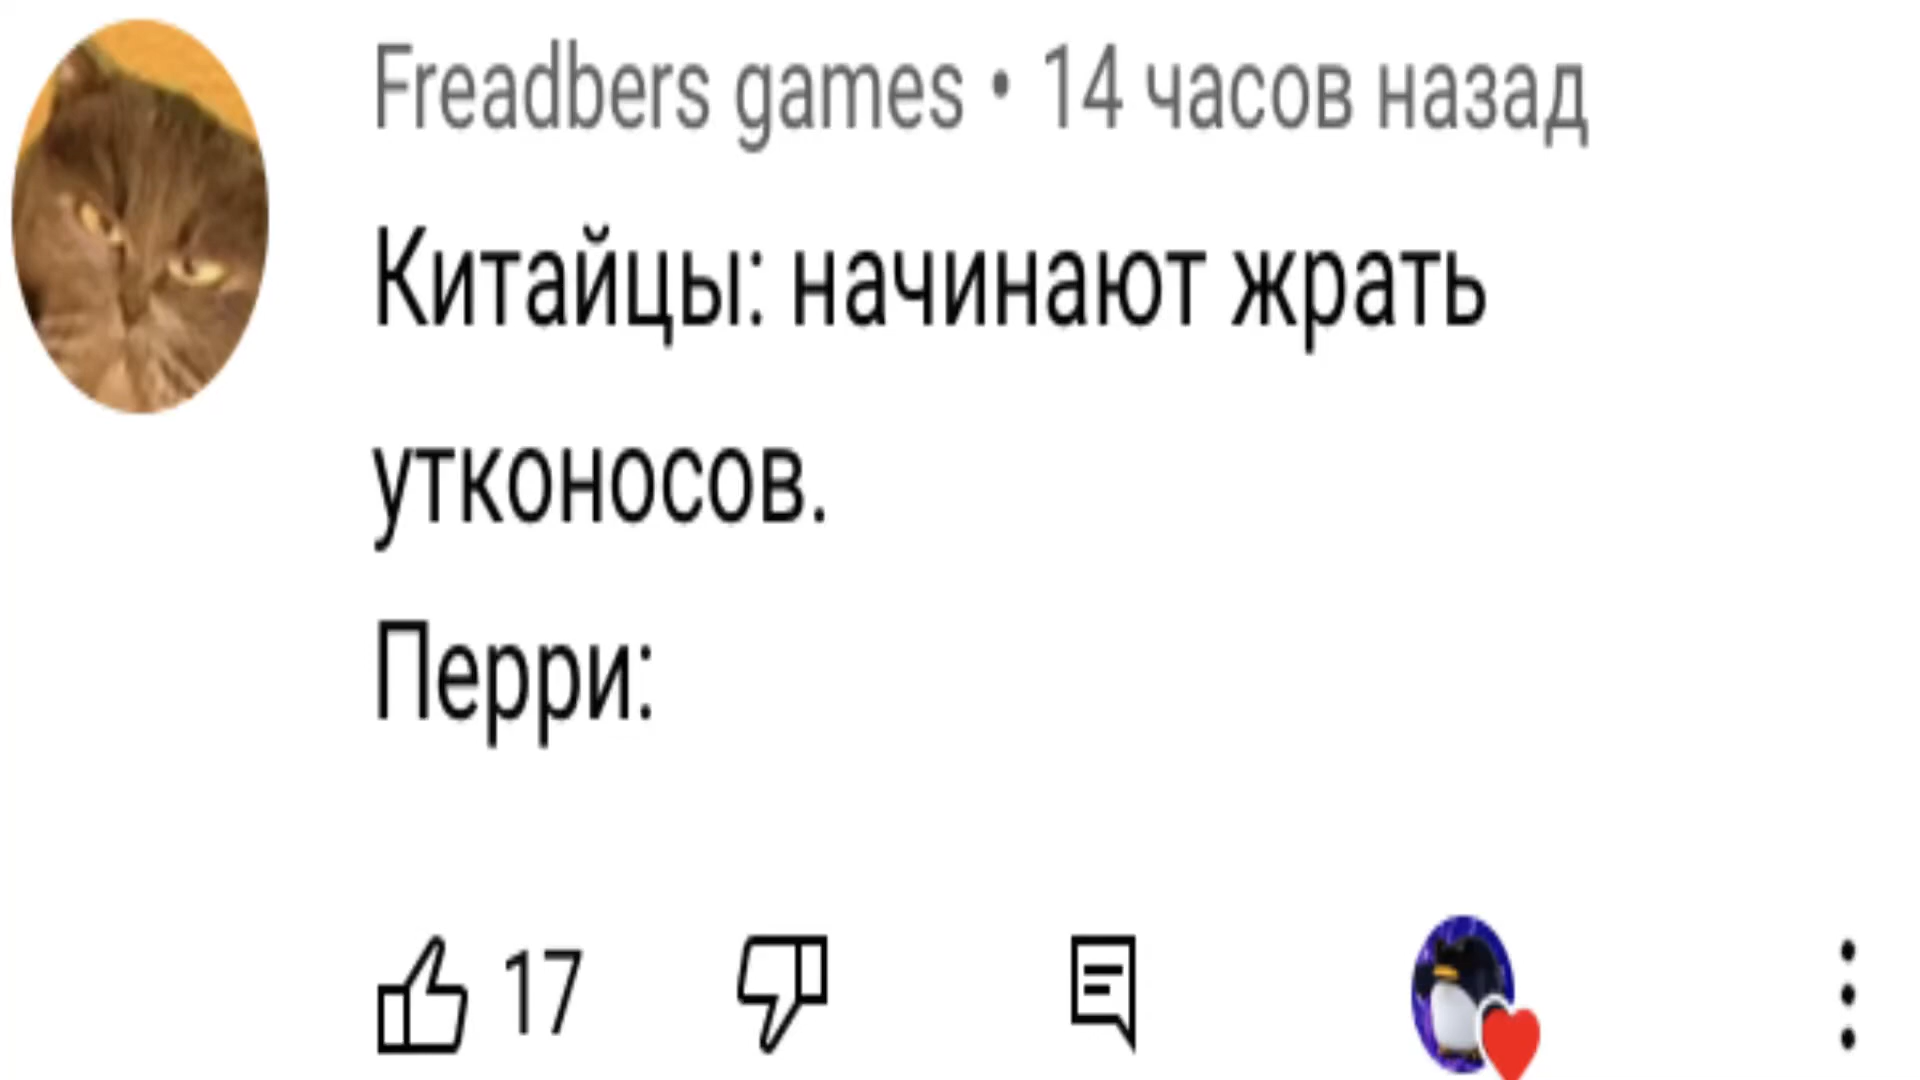 Freadbers games • 14 часов назад
Китайцы: начинают жрать
утконосов.
Перри:
17